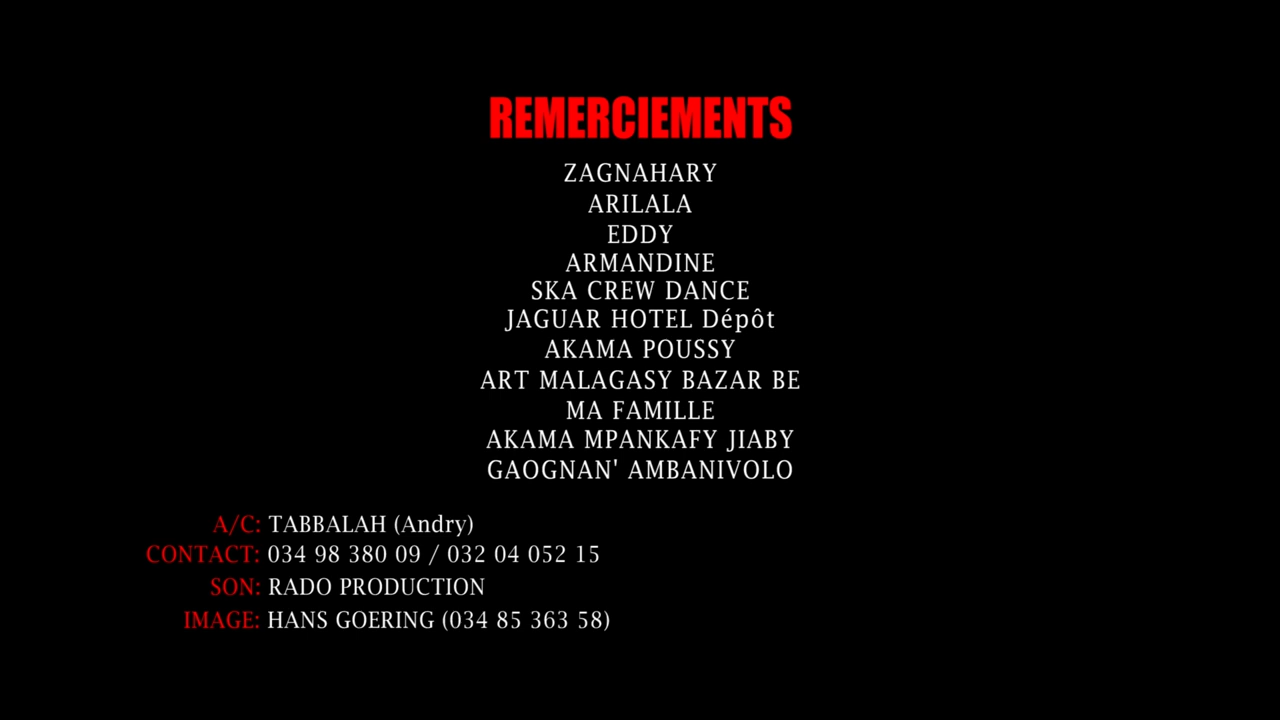 REMERCIEMENTS
ZAGNAHARY
ARILALA
EDDY
ARMANDINE
SKA CREW DANCE
JAGUAR HOTEL Dépôt
AKAMA POUSSY
ART MALAGASY BAZAR BE
MA FAMILLE
AKAMA MPANKAFY JIABY
GAOGNAN' AMBANIVOLO
A/C: TABBALAH (Andry)
CONTACT: 034 98 380 09 / 032 04 052 15
SON: RADO PRODUCTION
IMAGE: HANS GOERING (034 85 363 58)